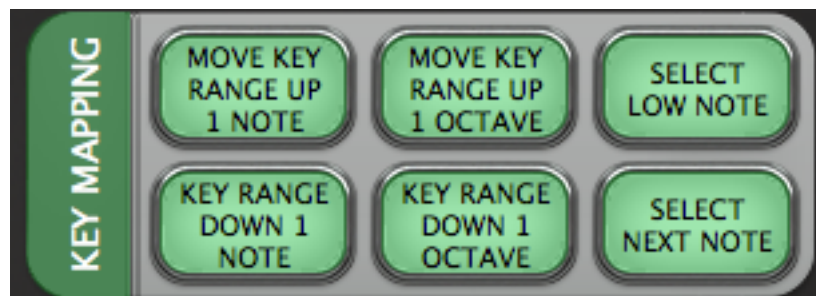 KEY MAPPING
MOVE KEY
RANGE UP
1 NOTE
MOVE KEY
RANGE UP
1 OCTAVE
SELECT
LOW NOTE
KEY RANGE
DOWN 1
NOTE
KEY RANGE
DOWN 1
OCTAVE
SELECT
NEXT NOTE